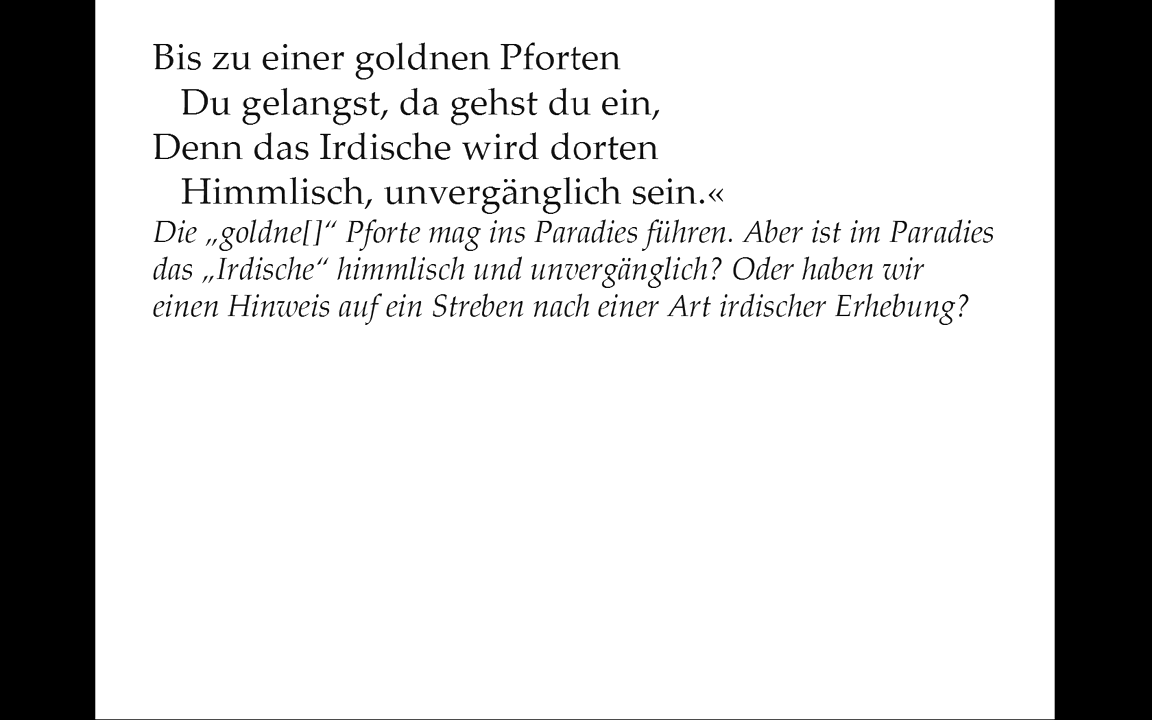 Bis zu einer goldnen Pforten
Du gelangst, da gehst du ein,
Denn das Irdische wird dorten
Himmlisch, unvergänglich sein.«
Die „goldne[]“ Pforte mag ins Paradies führen. Aber ist im Paradies
das „Irdische“ himmlisch und unvergänglich? Oder haben wir
einen Hinweis auf ein Streben nach einer Art irdischer Erhebung?